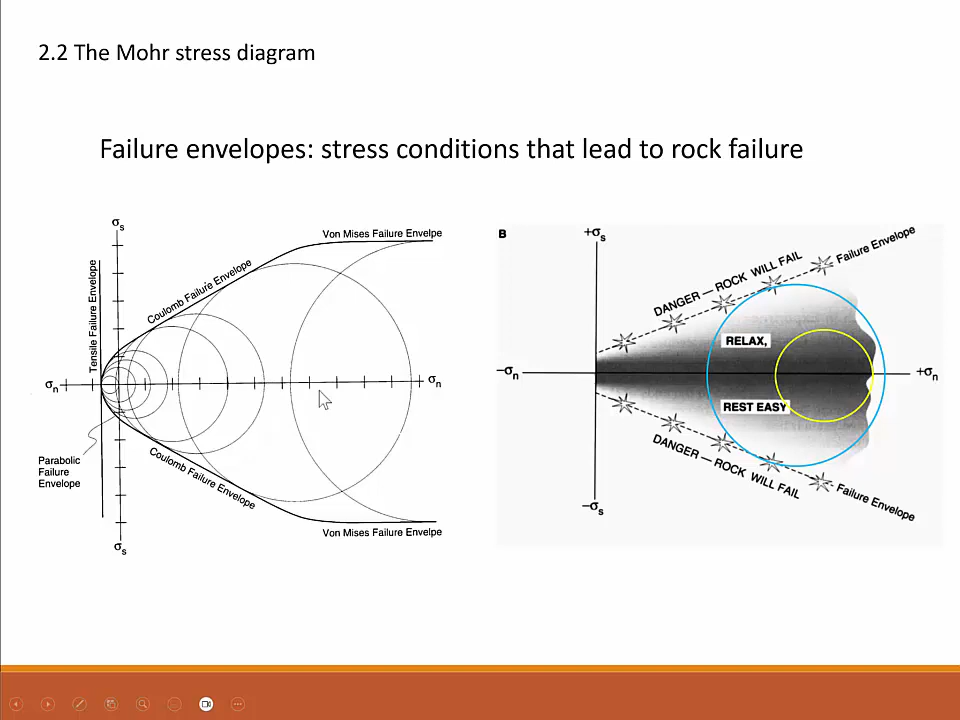 2.2 The Mohr stress diagram
Failure envelopes: stress conditions that lead to rock failure
σs
Von Mises Failure Envelpe
Coulomb Failure Envelope
Tensile Failure Envelope
σn
σn
Parabolic
Failure
Envelope
Coulomb Failure Envelope
Von Mises Failure Envelpe
σs
B
+σs
Failure Envelope
DANGER — ROCK WILL FAIL
RELAX,
−σn
+σn
REST EASY
DANGER — ROCK WILL FAIL
Failure Envelope
−σs